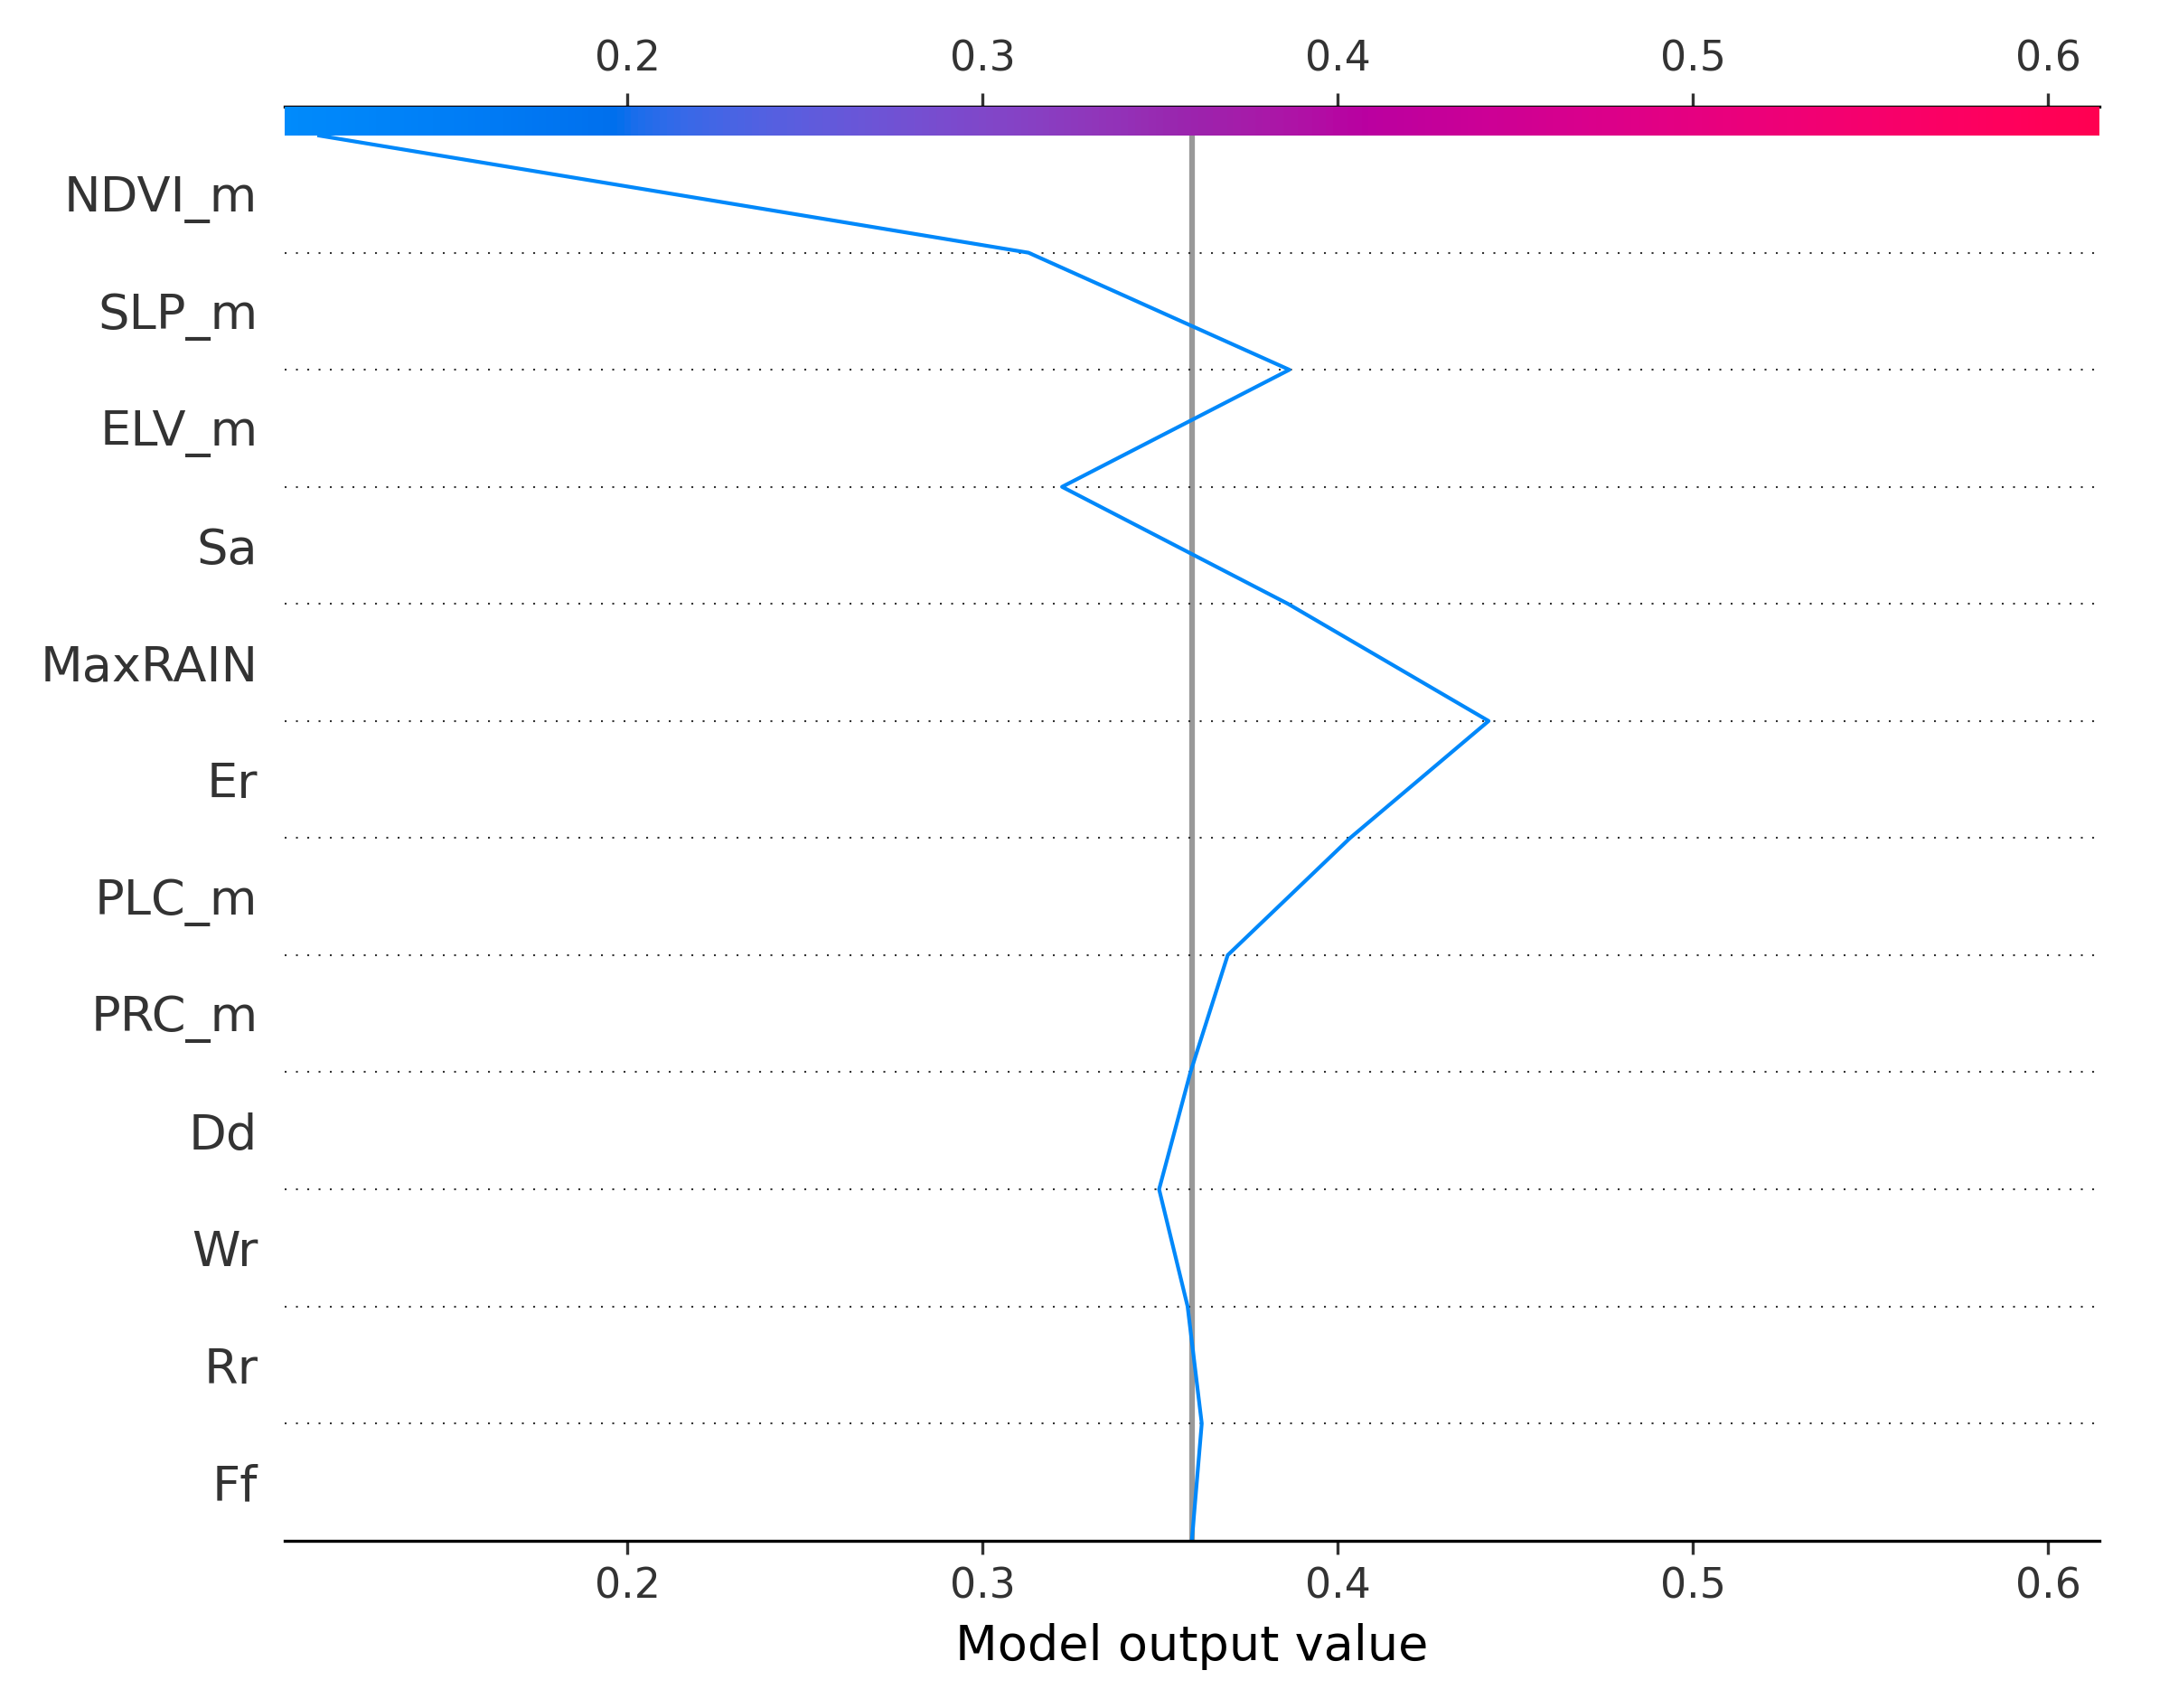 0.2 0.3 0.4 0.5 0.6
NDVI_m
SLP_m
ELV_m
Sa
MaxRAIN
Er
PLC_m
PRC_m
Dd
Wr
Rr
Ff
0.2 0.3 0.4 0.5 0.6
Model output value